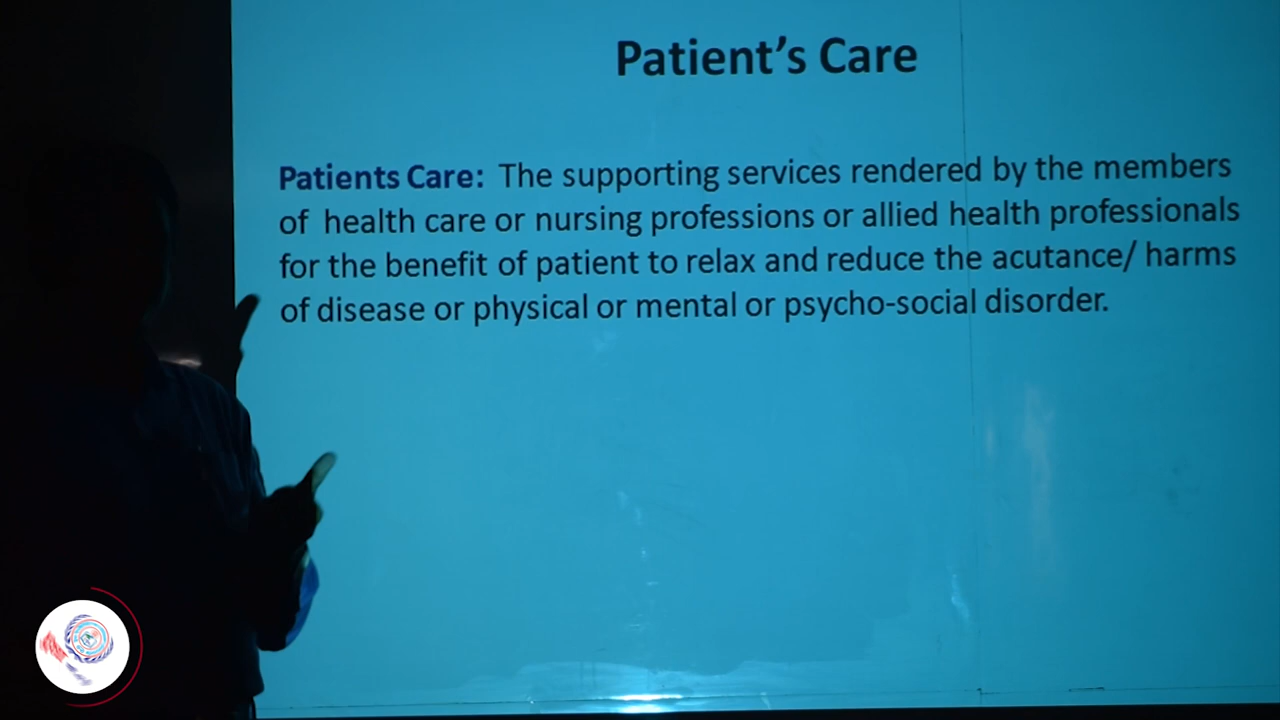 Patient's Care
Patients Care: The supporting services rendered by the members
of health care or nursing professions or allied health professionals
for the benefit of patient to relax and reduce the acutance/ harms
of disease or physical or mental or psycho-social disorder.